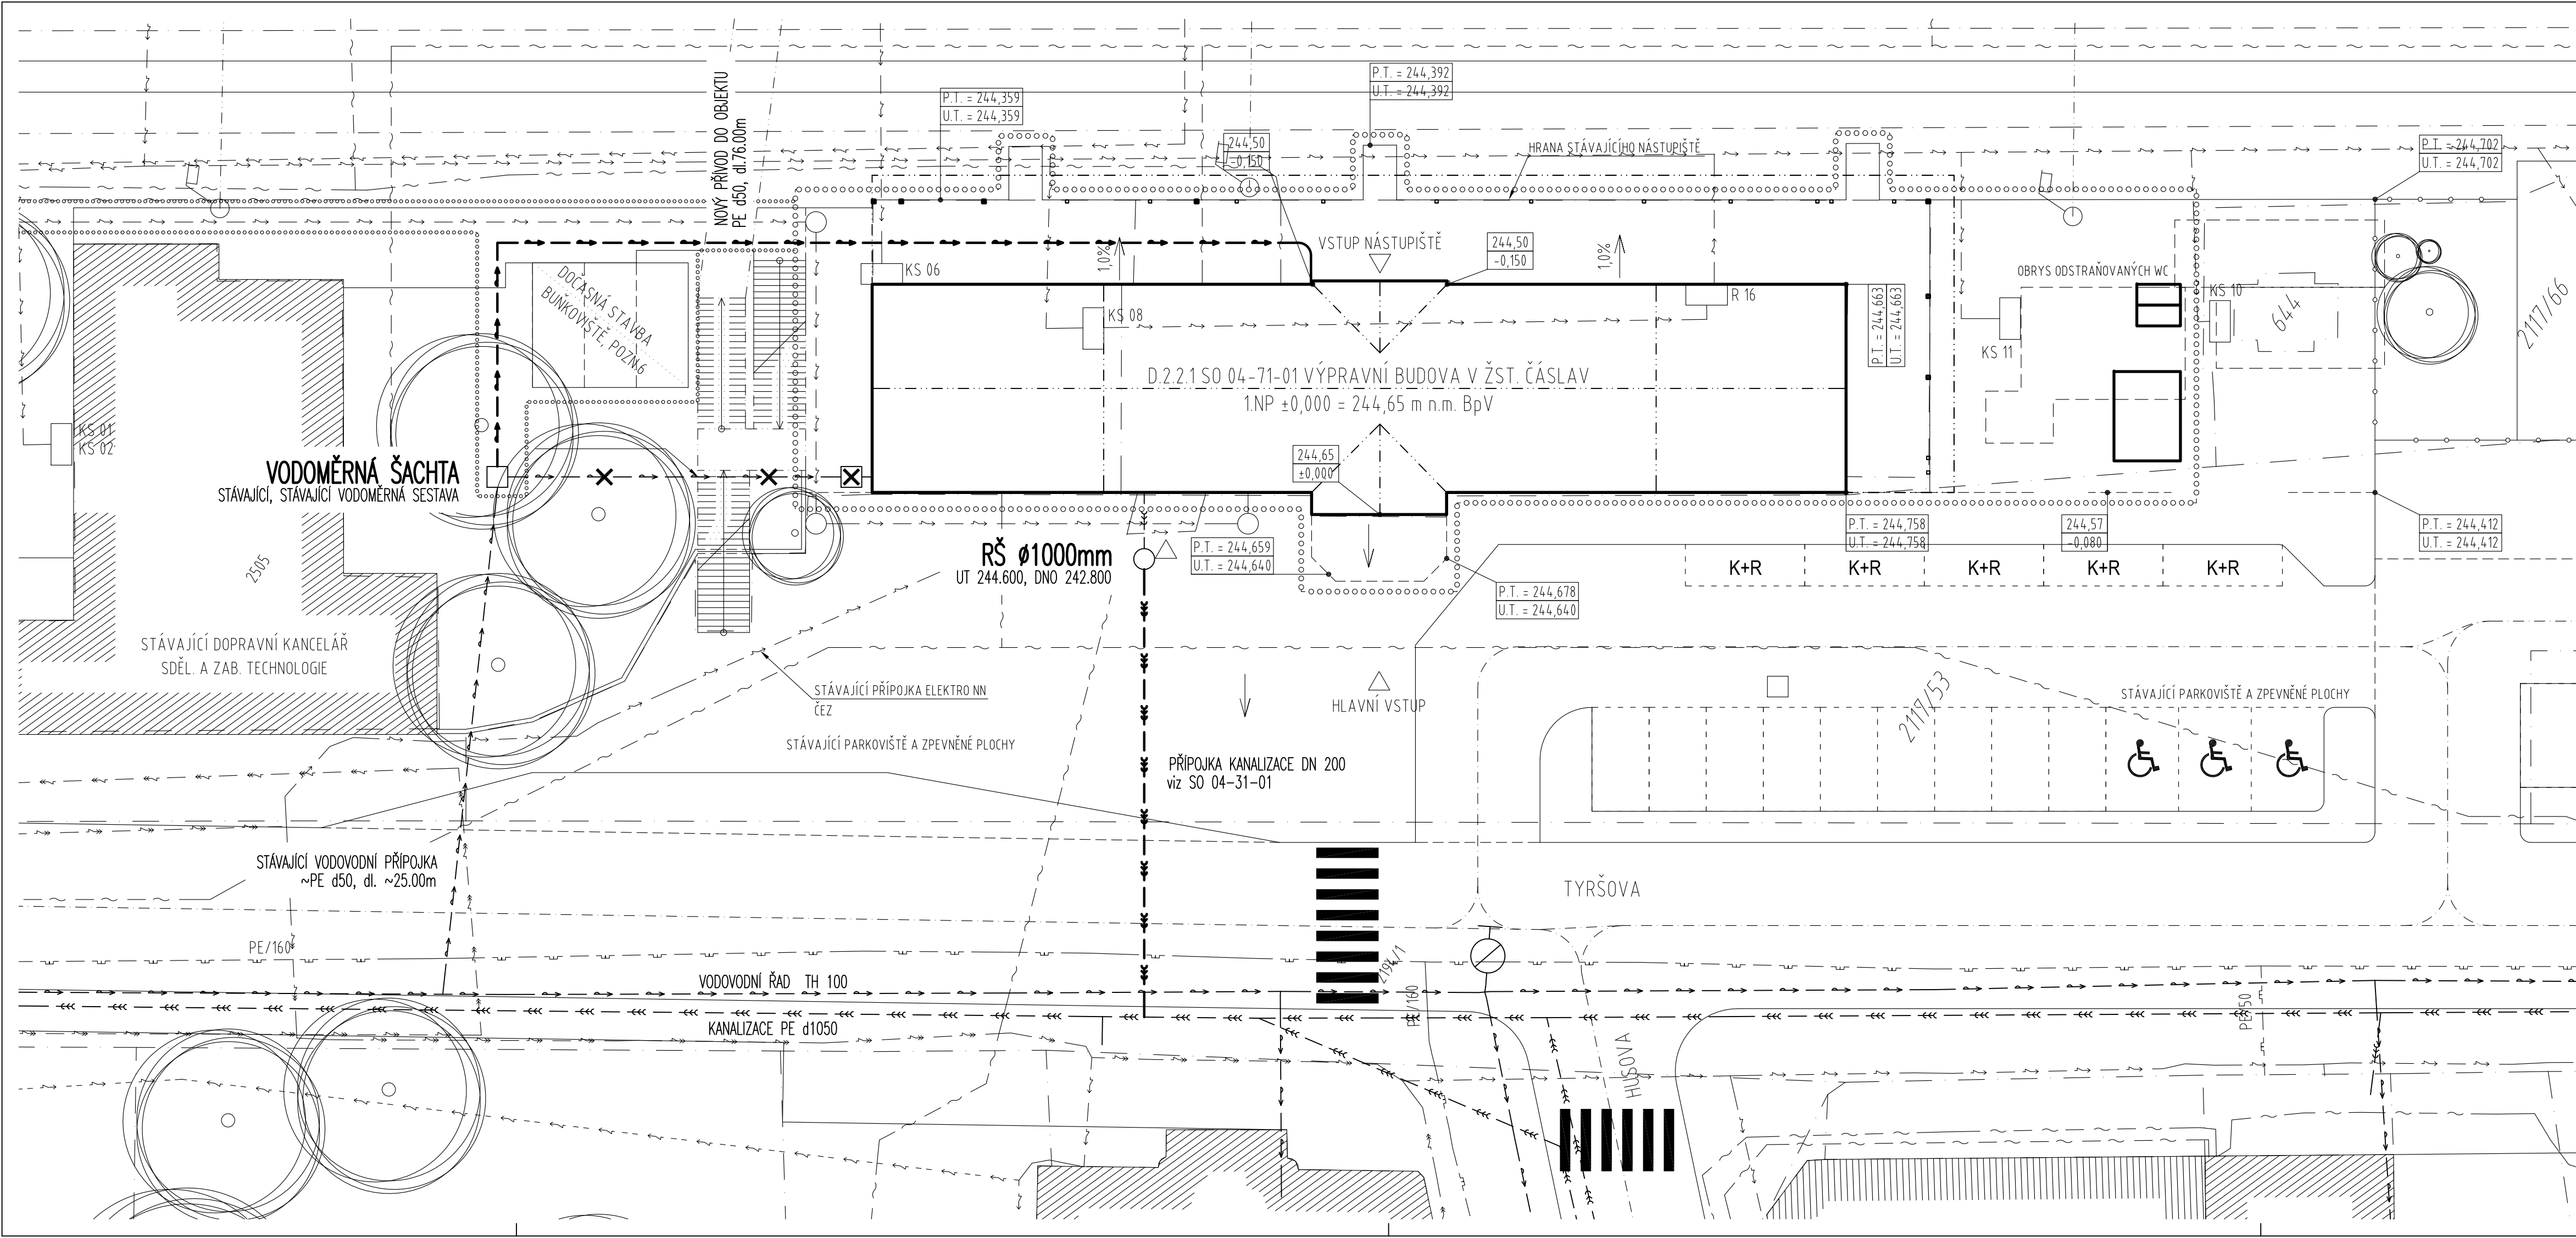 P.T. = 244,392
U.T. = 244,392
P.T. = 244,359
U.T. = 244,359
NOVÝ PŘÍVOD DO OBJEKTU
PE d50, dl.76.00m
244,50
-0,150
HRANA STÁVAJÍCÍHO NÁSTUPIŠTĚ
P.T. = 244,702
U.T. = 244,702
VSTUP NÁSTUPIŠTĚ
244,50
-0,150
1,0%
1,0%
KS 06
DOČASNÁ STAVBA
BUŇKOVIŠTĚ, POZN.6
OBRYS ODSTRAŇOVANÝCH WC
KS 10
644
2117/66
R 16
KS 08
P.T. = 244,663
U.T. = 244,663
KS 11
D.2.2.1 SO 04-71-01 VÝPRAVNÍ BUDOVA V ŽST. ČÁSLAV
1.NP ±0,000 = 244,65 m n.m. BpV
KS 01
KS 02
244,65
±0,000
VODOMĚRNÁ ŠACHTA
STÁVAJÍCÍ, STÁVAJÍCÍ VODOMĚRNÁ SESTAVA
P.T. = 244,758
U.T. = 244,758
244,57
-0,080
P.T. = 244,412
U.T. = 244,412
RŠ ø1000mm
UT 244.600, DNO 242.800
P.T. = 244,659
U.T. = 244,640
2505
K+R
K+R
K+R
K+R
K+R
P.T. = 244,678
U.T. = 244,640
STÁVAJÍCÍ DOPRAVNÍ KANCELÁŘ
SDĚL. A ZAB. TECHNOLOGIE
STÁVAJÍCÍ PŘÍPOJKA ELEKTRO NN
ČEZ
HLAVNÍ VSTUP
2117/53
STÁVAJÍCÍ PARKOVIŠTĚ A ZPEVNĚNÉ PLOCHY
STÁVAJÍCÍ PARKOVIŠTĚ A ZPEVNĚNÉ PLOCHY
PŘÍPOJKA KANALIZACE DN 200
viz SO 04-31-01
STÁVAJÍCÍ VODOVODNÍ PŘÍPOJKA
~PE d50, dl. ~25.00m
TYRŠOVA
PE/160
VODOVODNÍ ŘAD TH 100
PE/160
KANALIZACE PE d1050
HUSOVA